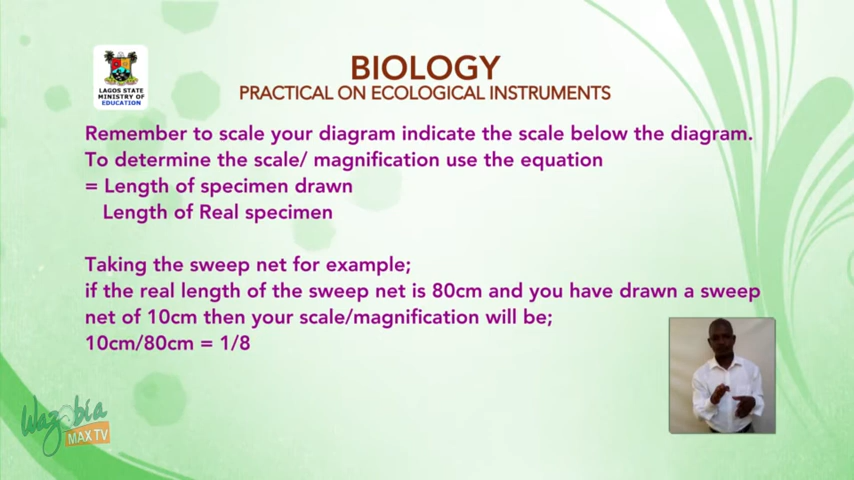 LAGOS STATE
MINISTRY OF
EDUCATION
BIOLOGY
PRACTICAL ON ECOLOGICAL INSTRUMENTS
Remember to scale your diagram indicate the scale below the diagram.
To determine the scale/ magnification use the equation
= Length of specimen drawn
Length of Real specimen
Taking the sweep net for example;
if the real length of the sweep net is 80cm and you have drawn a sweep
net of 10cm then your scale/magnification will be;
10cm/80cm = 1/8
Wazobia
MAX TV